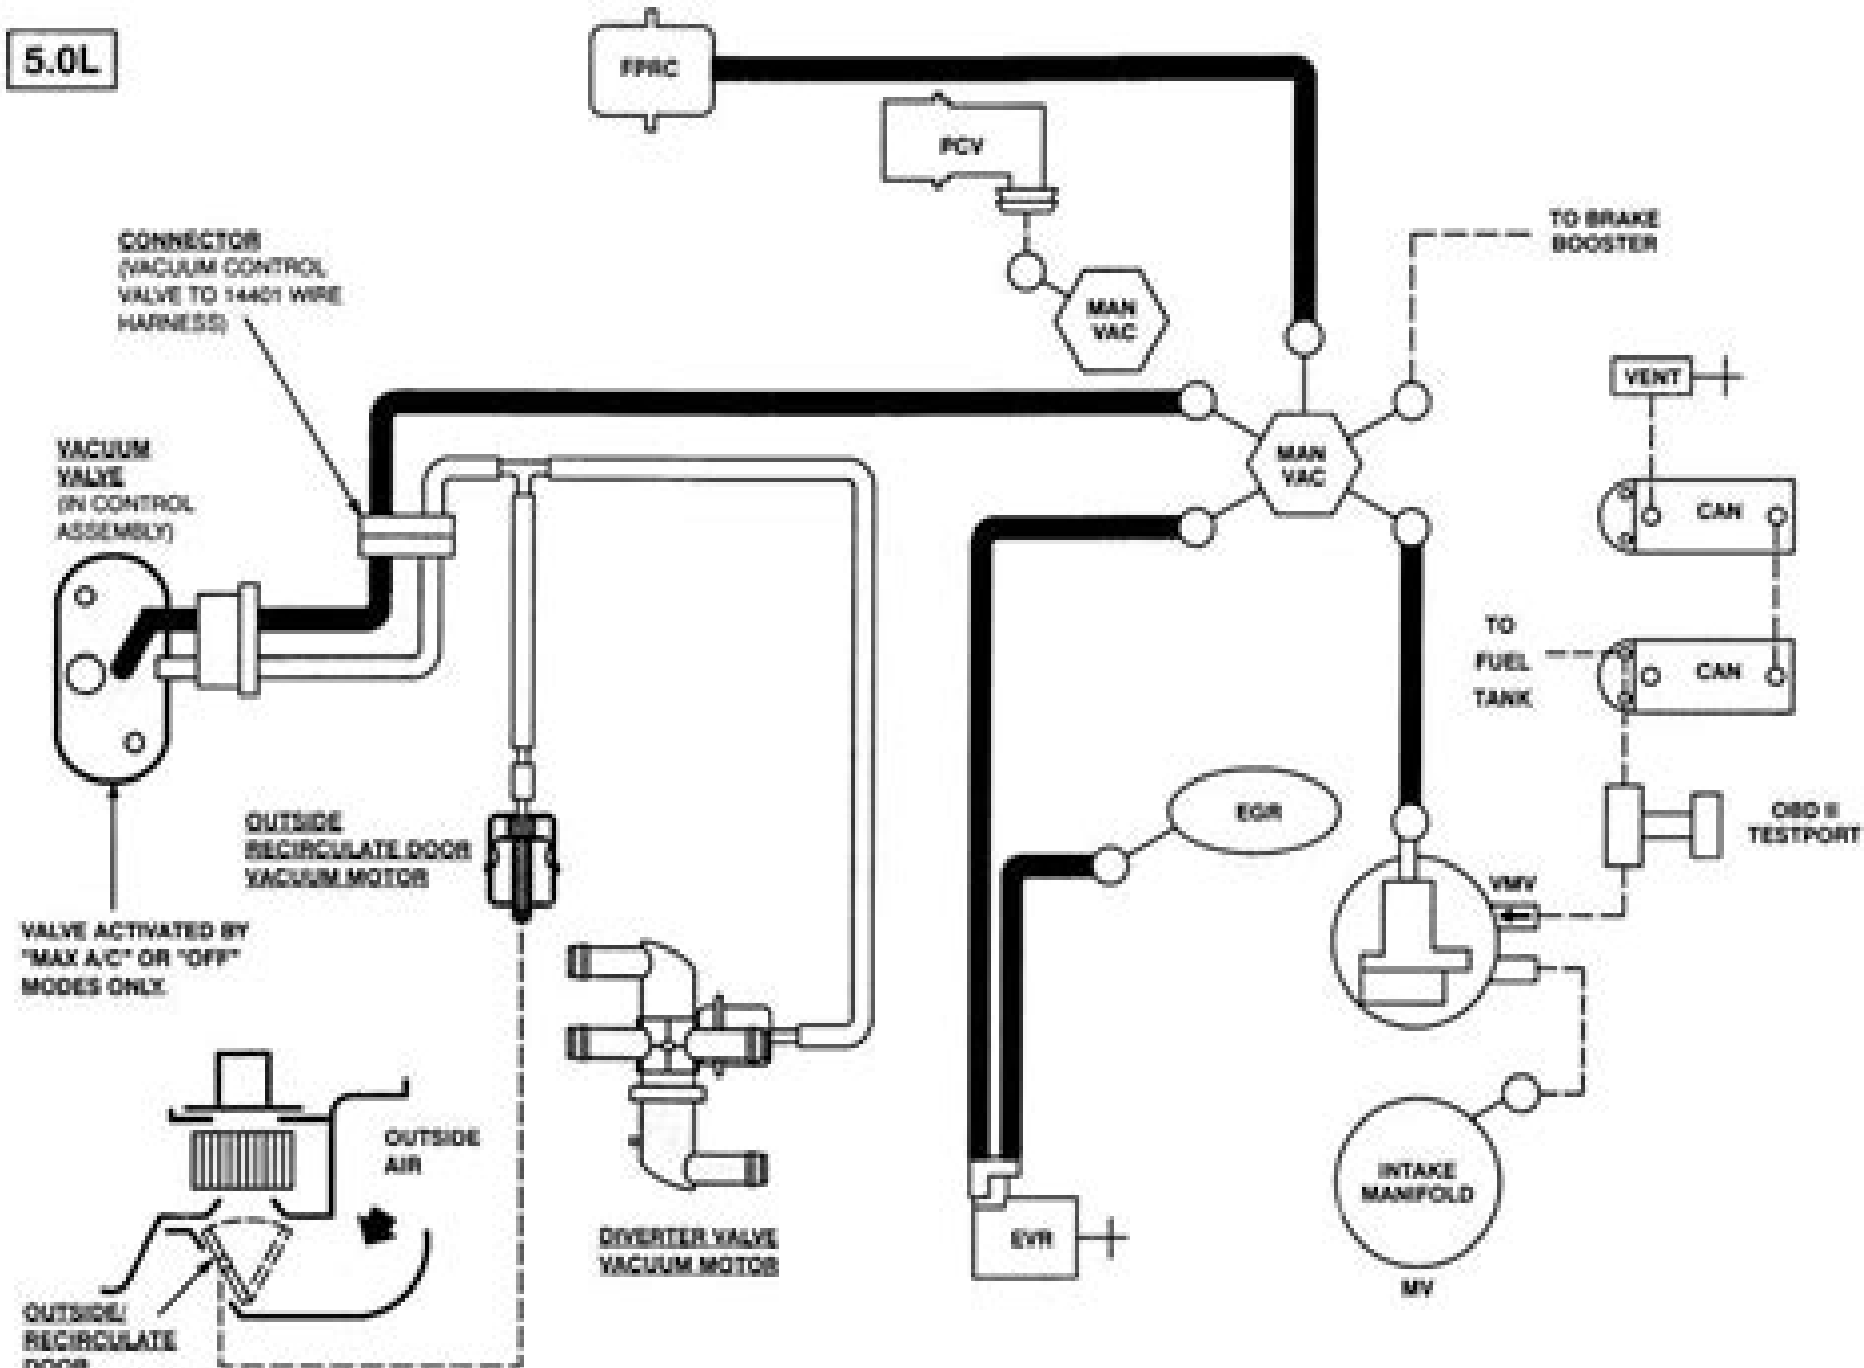 5.0L
FPRC
PCV
TO BRAKE
BOOSTER
CONNECTOR
(VACUUM CONTROL
VALVE TO 14401 WIRE
HARNESS)
MAN
VAC
VENT
VACUUM
VALVE
(IN CONTROL
ASSEMBLY)
MAN
VAC
CAN
TO
FUEL
TANK
CAN
OUTSIDE
RECIRCULATE DOOR
VACUUM MOTOR
EGR
OBD II
TESTPORT
VMV
VALVE ACTIVATED BY
"MAX A/C" OR "OFF"
MODES ONLY.
OUTSIDE
AIR
INTAKE
MANIFOLD
DIVERTER VALVE
VACUUM MOTOR
EVR
MV
OUTSIDE/
RECIRCULATE
DOOR